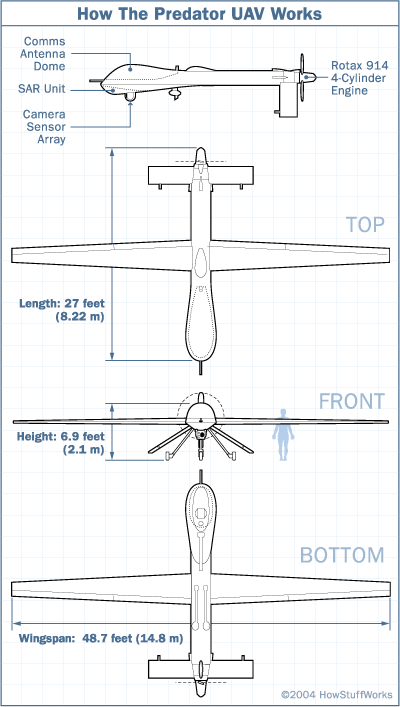 How The Predator UAV Works
Comms
Antenna
Dome
SAR Unit
Camera
Sensor
Array
Rotax 914
4-Cylinder
Engine
TOP
Length: 27 feet
(8.22 m)
FRONT
Height: 6.9 feet
(2.1 m)
BOTTOM
Wingspan: 48.7 feet (14.8 m)
©2004 HowStuffWorks